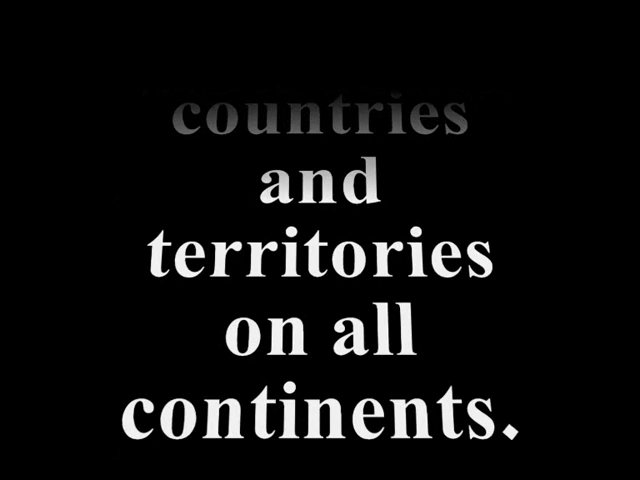 countries
and
territories
on all
continents.